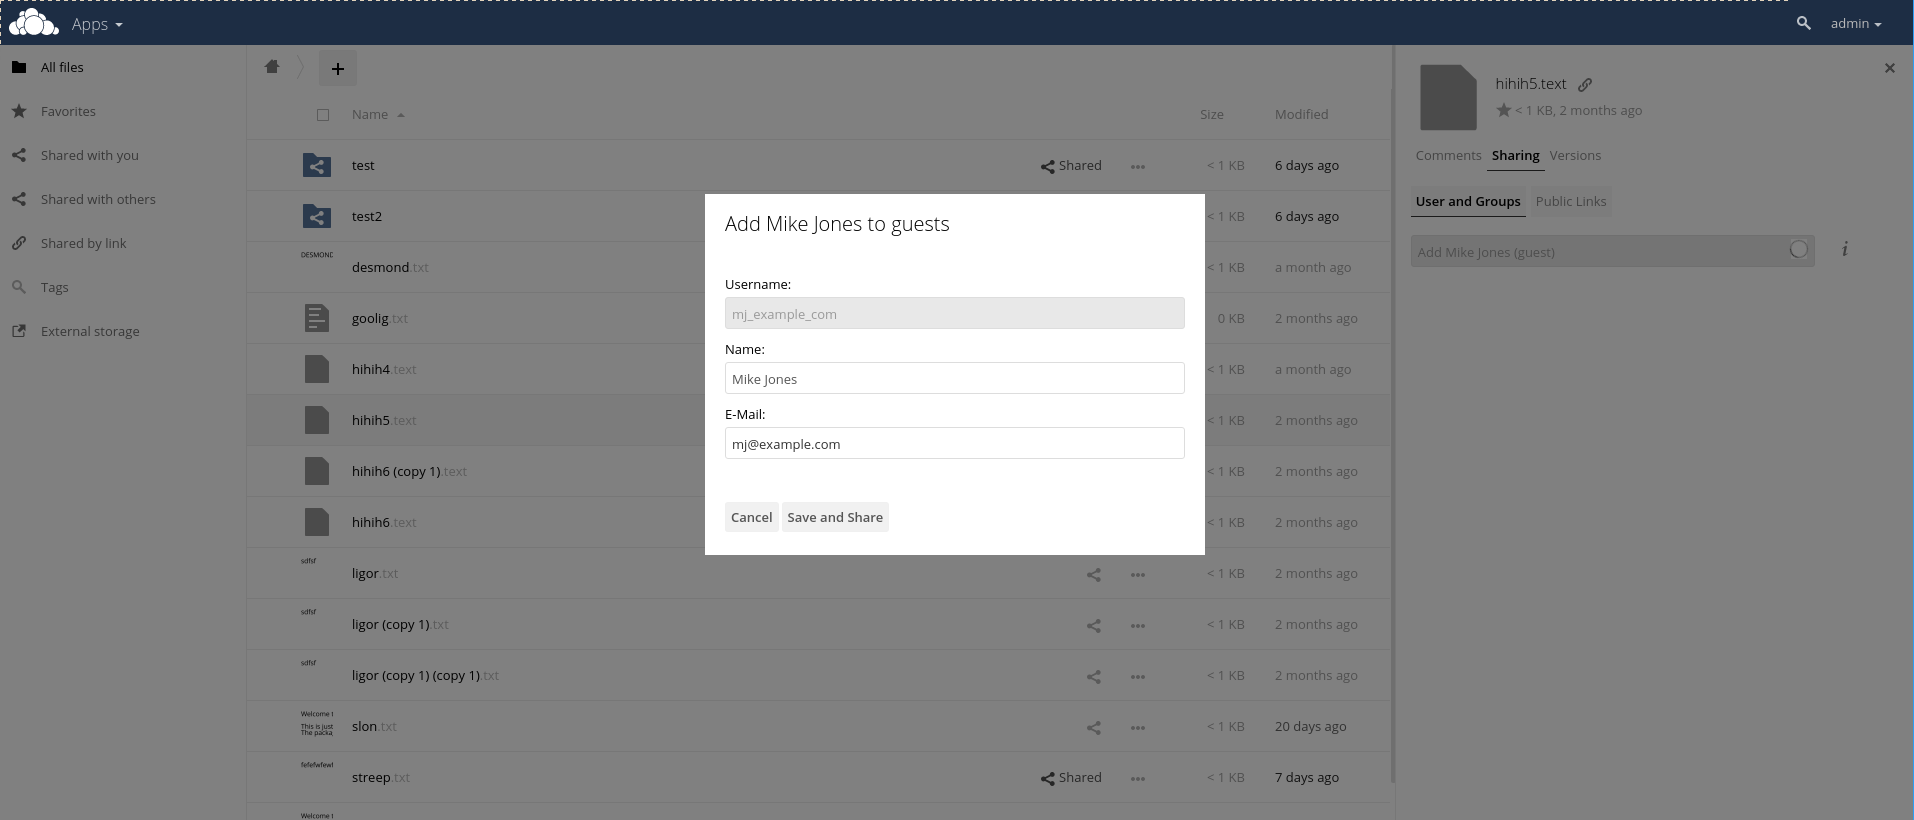 Apps
admin
All files
Favorites
Shared with you
Shared with others
Shared by link
Tags
External storage
+
Name
Size
Modified
test
Shared
< 1 KB
6 days ago
test2
< 1 KB
6 days ago
DESMOND
desmond.txt
< 1 KB
a month ago
goolig.txt
0 KB
2 months ago
hihih4.text
< 1 KB
a month ago
hihih5.text
< 1 KB
2 months ago
hihih6 (copy 1).text
< 1 KB
2 months ago
hihih6.text
< 1 KB
2 months ago
sdfsf
ligor.txt
< 1 KB
2 months ago
sdfsf
ligor (copy 1).txt
< 1 KB
2 months ago
sdfsf
ligor (copy 1) (copy 1).txt
< 1 KB
2 months ago
Welcome t
This is just
The packa
slon.txt
< 1 KB
20 days ago
fefefwfewf
streep.txt
Shared
< 1 KB
7 days ago
Welcome t
Add Mike Jones to guests
Username:
mj_example_com
Name:
Mike Jones
E-Mail:
mj@example.com
Cancel
Save and Share
hihih5.text
< 1 KB, 2 months ago
Comments
Sharing
Versions
User and Groups
Public Links
Add Mike Jones (guest)
i